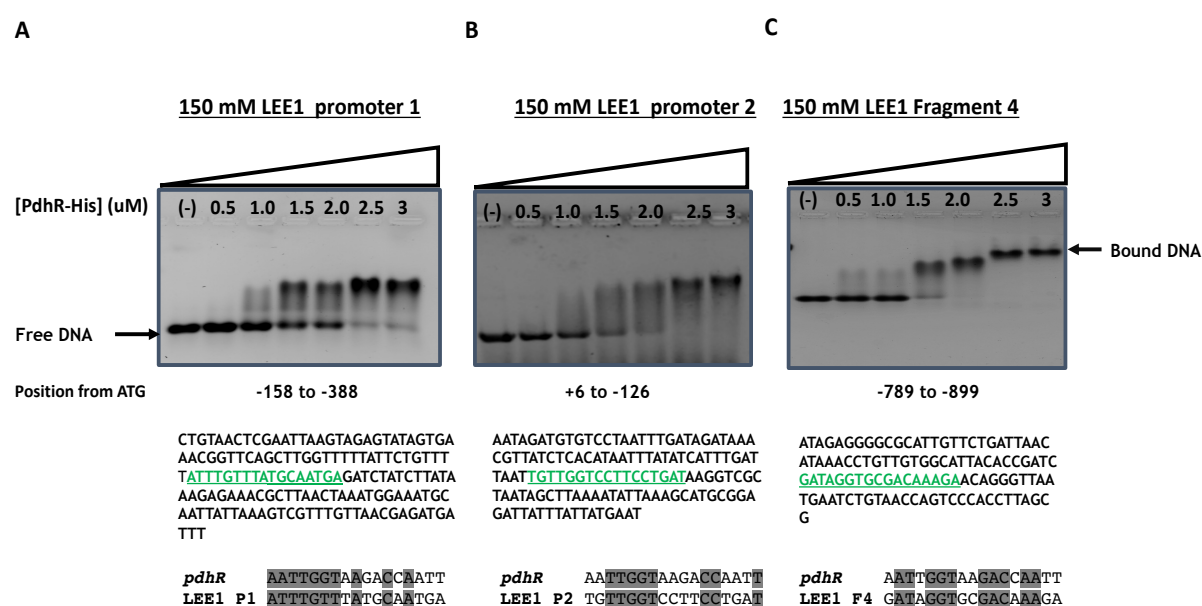 A
B
C
150 mM LEE1 promoter 1
150 mM LEE1 promoter 2
150 mM LEE1 Fragment 4
[PdhR-His] (uM)
(-) 0.5 1.0 1.5 2.0 2.5 3
(-) 0.5 1.0 1.5 2.0 2.5 3
(-) 0.5 1.0 1.5 2.0 2.5 3
Bound DNA
Free DNA
Position from ATG
-158 to -388
+6 to -126
-789 to -899
CTGTAACTCGAATTAAGTAGAGTATAGTGA
AACGGTTCAGCTTGGTTTTTATTCTGTTT
TATTTGTTTATGCAATGAGATCTATCTTATA
AAGAGAAACGCTTAACTAAATGGAAATGC
AATTATTAAAGTCGTTTGTTAACGAGATGA
TTT
AATAGATGTGTCCTAATTTGATAGATAAA
CGTTATCTCACATAATTTATATCATTTGAT
TAATTGTTGGTCCTTCCTGATAAGGTCGC
TAATAGCTTAAAATATTAAAGCATGCGGA
GATTATTTATTATGAAT
ATAGAGGGGCGCATTGTTCTGATTAAC
ATAAACCTGTTGTGGCATTACACCGATC
GATAGGTGCGACAAAGAACAGGGTTAA
TGAATCTGTAACCAGTCCCACCTTAGC
G
pdhR AATTGGTAAGACCAATT
LEE1 P1 ATTTGTTTATGCAATGA
pdhR AATTGGTAAGACCAATT
LEE1 P2 TGTTGGTCCTTCCTGAT
pdhR AATTGGTAAGACCAATT
LEE1 F4 GATAGGTGCGACAAAGA